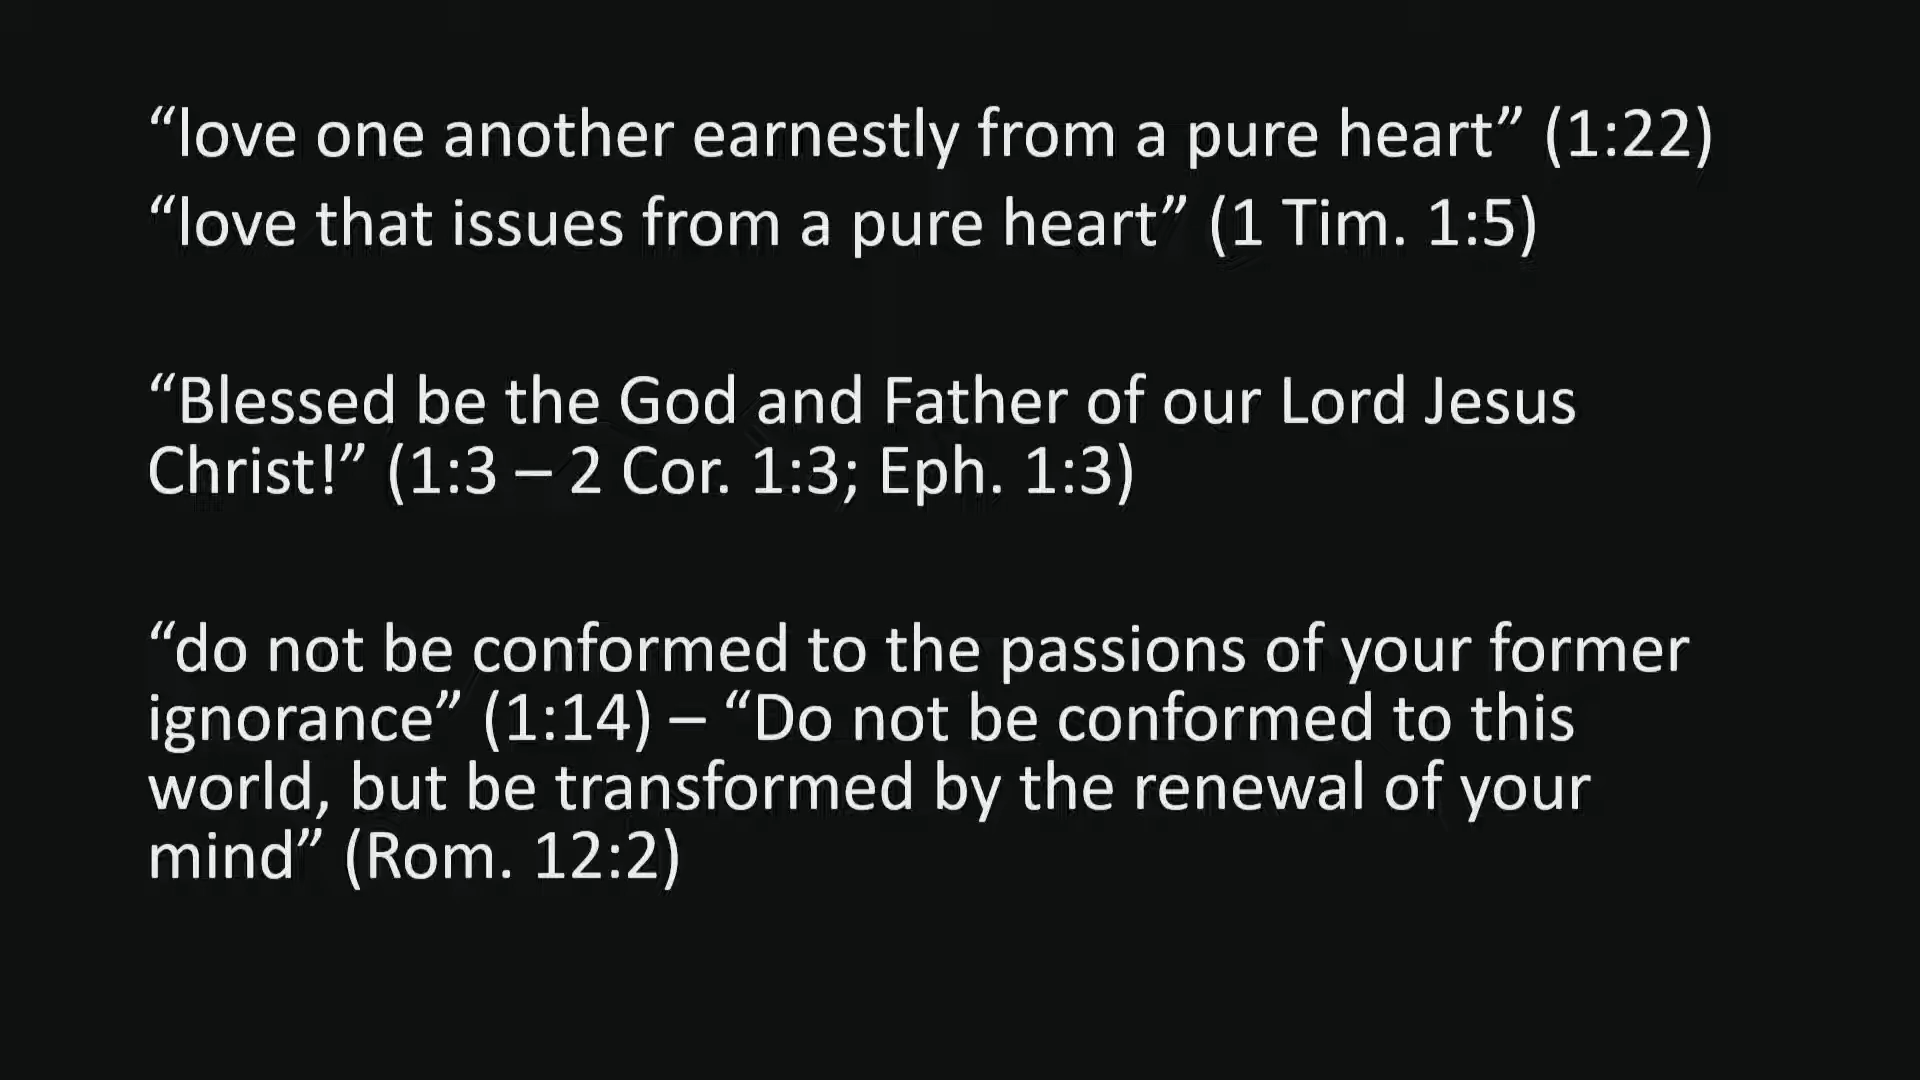 “love one another earnestly from a pure heart” (1:22)
“love that issues from a pure heart” (1 Tim. 1:5)
“Blessed be the God and Father of our Lord Jesus
Christ!” (1:3 – 2 Cor. 1:3; Eph. 1:3)
“do not be conformed to the passions of your former
ignorance” (1:14) – “Do not be conformed to this
world, but be transformed by the renewal of your
mind” (Rom. 12:2)